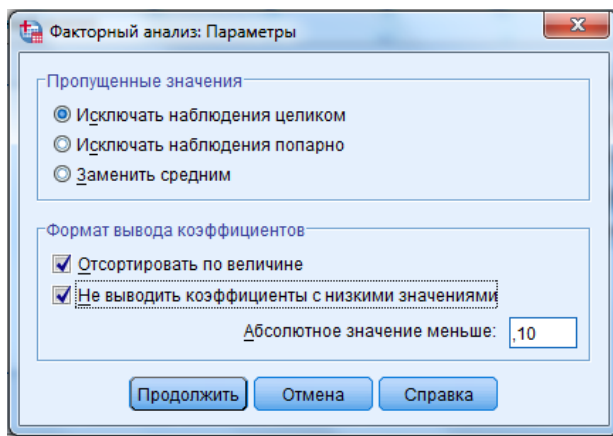 Факторный анализ: Параметры
Пропущенные значения
Исключать наблюдения целиком
Исключать наблюдения попарно
Заменить средним
Формат вывода коэффициентов
Отсортировать по величине
Не выводить коэффициенты с низкими значениями
Абсолютное значение меньше: ,10
Продолжить Отмена Справка